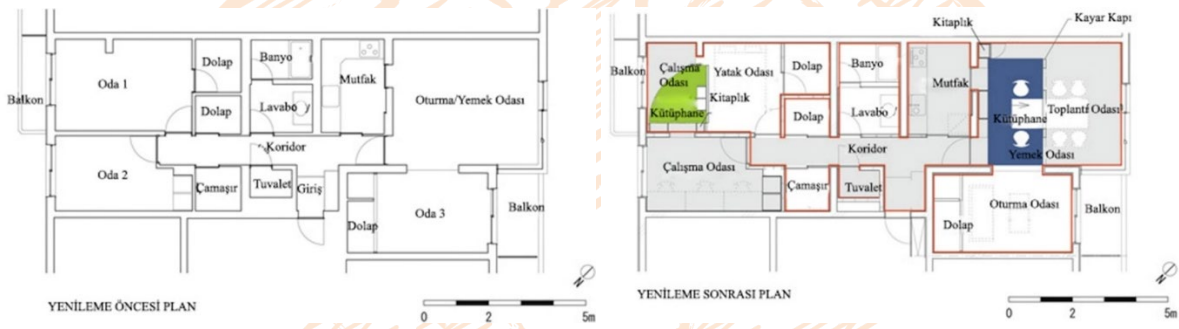 Oda 1
Dolap
Banyo
Mutfak
Oturma/Yemek Odası
Balkon
Dolap
Lavabo
Koridor
Oda 2
Çamaşır
Tuvalet
Giriş
Dolap
Oda 3
Balkon
N
YENİLEME ÖNCESİ PLAN
0
2
5m
Kitaplık
Kayar Kapı
Balkon
Çalışma
Odası
Yatak Odası
Dolap
Banyo
Mutfak
Kitaplık
Kütüphane
Dolap
Lavabo
Kütüphane
Toplantı Odası
Koridor
Yemek Odası
Çalışma Odası
Çamaşır
Tuvalet
Dolap
Oturma Odası
Balkon
N
YENİLEME SONRASI PLAN
0
2
5m